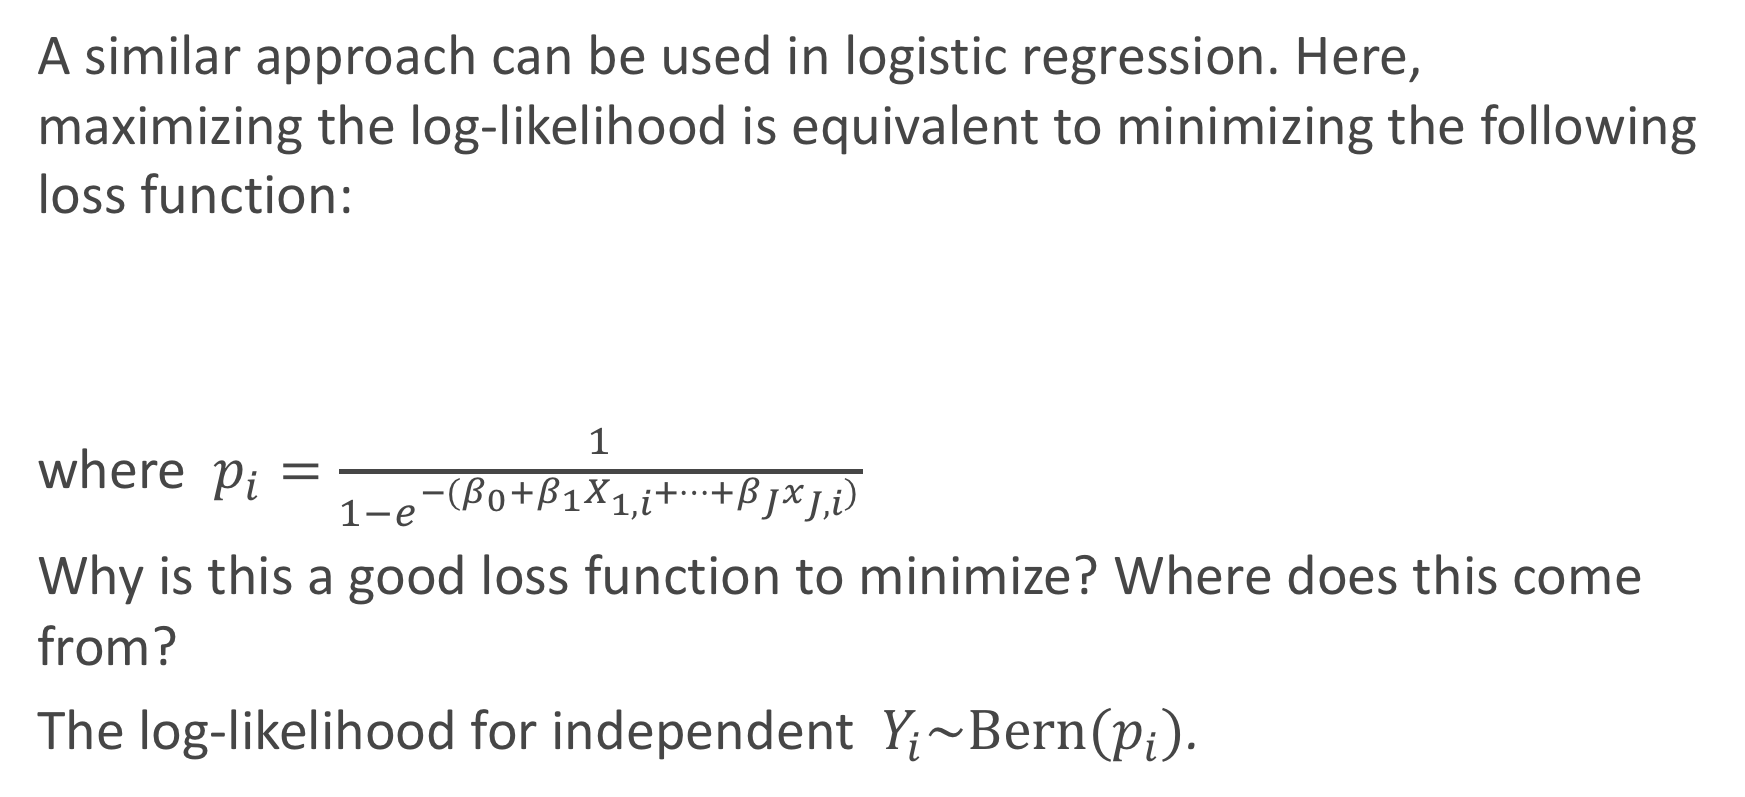 A similar approach can be used in logistic regression. Here,
maximizing the log-likelihood is equivalent to minimizing the following
loss function:
where p_i = \frac{1}{1-e^{-(β_0+β_1X_{1,i}+⋯+β_Jx_{J,i})}}
Why is this a good loss function to minimize? Where does this come
from?
The log-likelihood for independent Y_i~Bern(p_i).